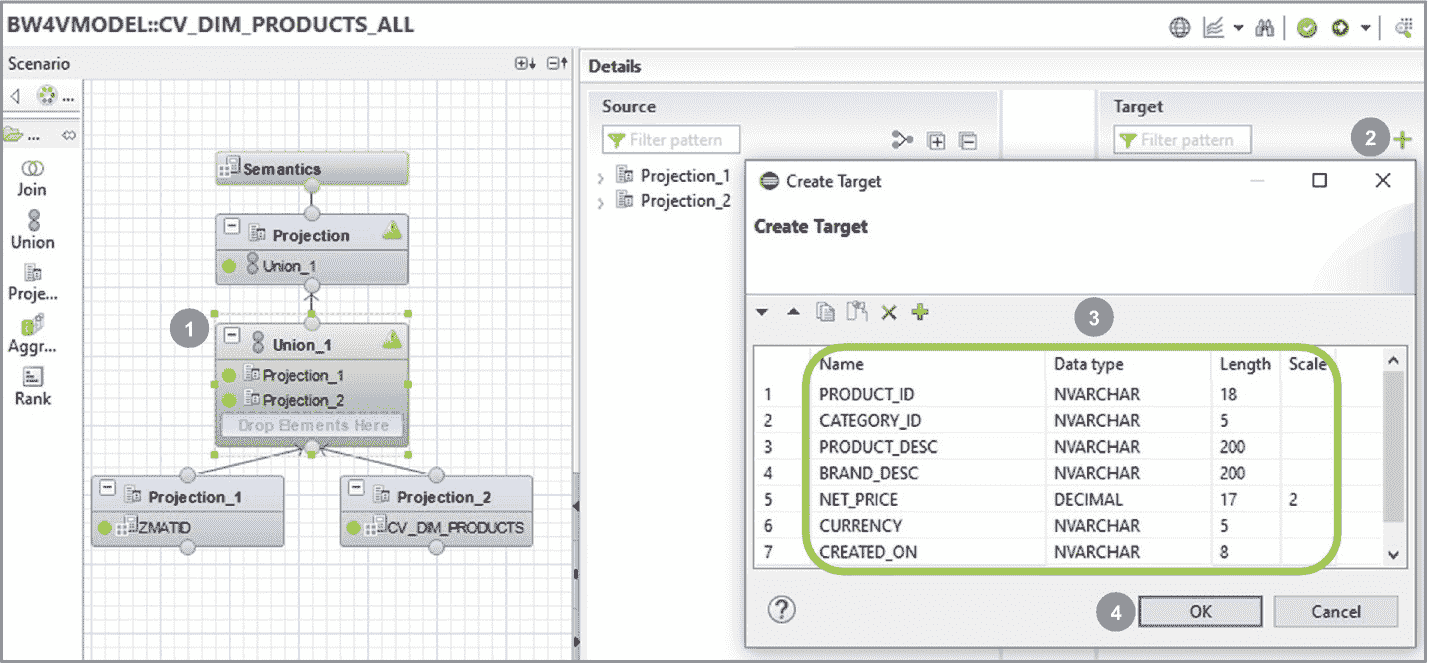 BW4VMODEL::CV_DIM_PRODUCTS_ALL
Scenario
...
...
Join
Union
Proje...
Aggr...
Rank
Semantics
Projection
Union_1
1
Union_1
Projection_1
Projection_2
Drop Elements Here
Projection_1
ZMATID
Projection_2
CV_DIM_PRODUCTS
Details
Source
Filter pattern
Projection_1
Projection_2
Target
Filter pattern
2
Create Target
Create Target
3
Name Data type Length Scale
1 PRODUCT_ID NVARCHAR 18
2 CATEGORY_ID NVARCHAR 5
3 PRODUCT_DESC NVARCHAR 200
4 BRAND_DESC NVARCHAR 200
5 NET_PRICE DECIMAL 17 2
6 CURRENCY NVARCHAR 5
7 CREATED_ON NVARCHAR 8
?
4
OK
Cancel